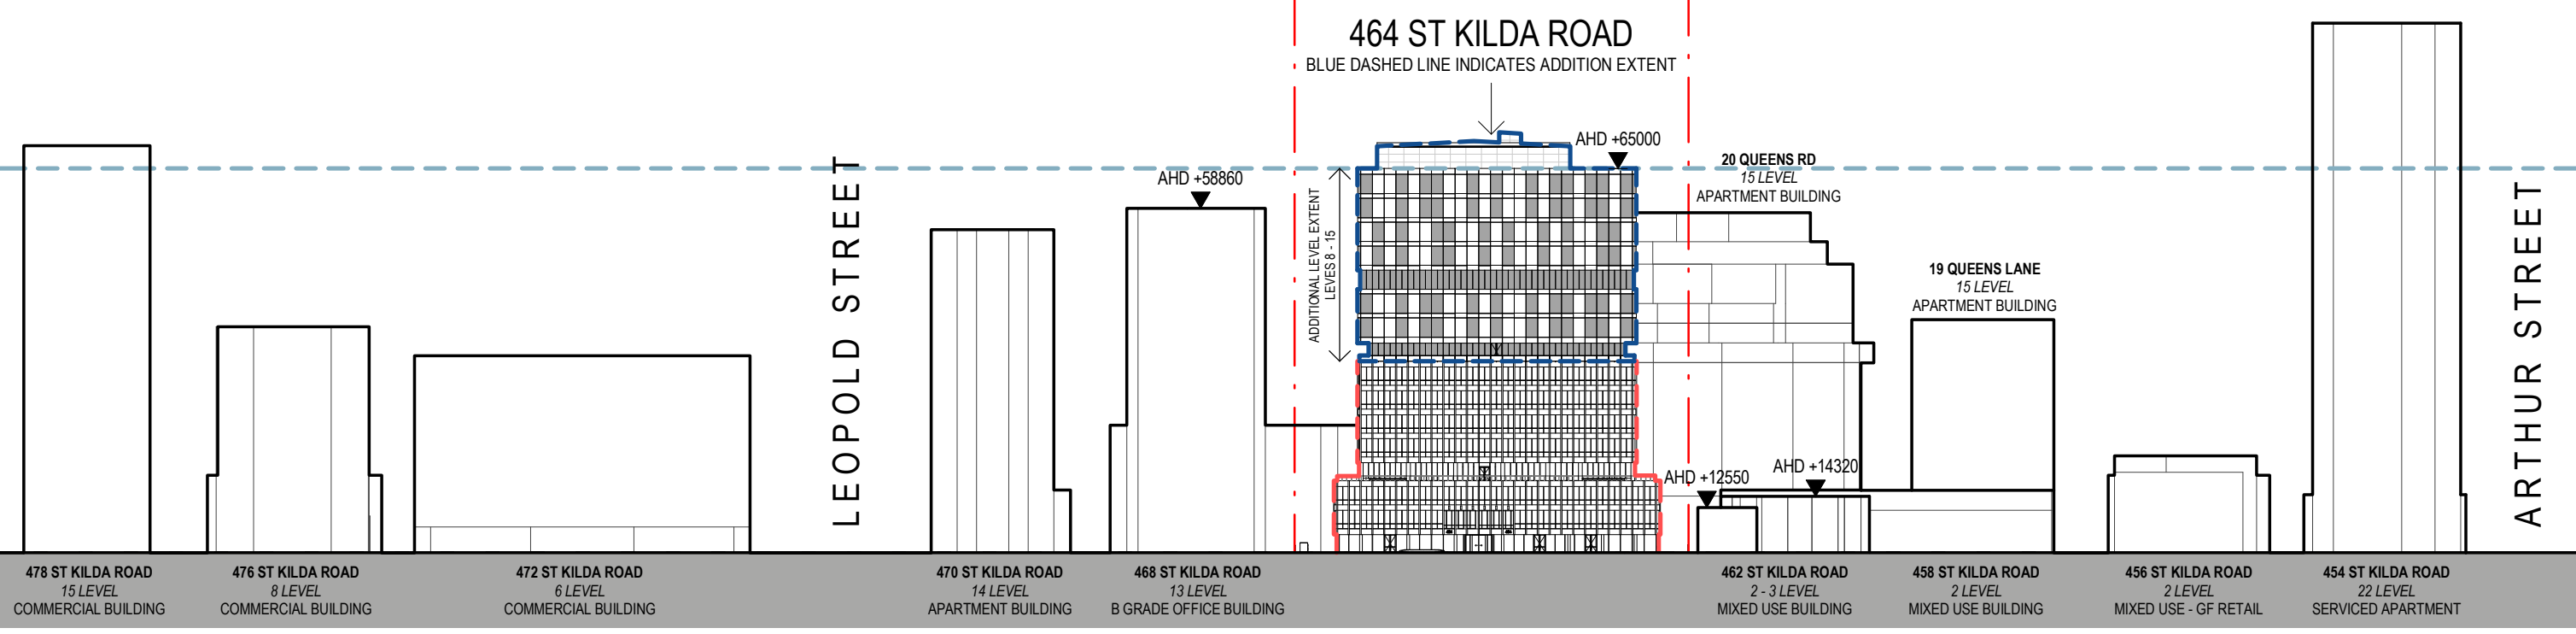 464 ST KILDA ROAD
BLUE DASHED LINE INDICATES ADDITION EXTENT
AHD +65000
AHD +58860
ADDITIONAL LEVEL EXTENT
LEVES 8 - 15
20 QUEENS RD
15 LEVEL
APARTMENT BUILDING
19 QUEENS LANE
15 LEVEL
APARTMENT BUILDING
LEOPOLD STREET
ARTHUR STREET
AHD +12550
AHD +14320
478 ST KILDA ROAD
15 LEVEL
COMMERCIAL BUILDING
476 ST KILDA ROAD
8 LEVEL
COMMERCIAL BUILDING
472 ST KILDA ROAD
6 LEVEL
COMMERCIAL BUILDING
470 ST KILDA ROAD
14 LEVEL
APARTMENT BUILDING
468 ST KILDA ROAD
13 LEVEL
B GRADE OFFICE BUILDING
462 ST KILDA ROAD
2 - 3 LEVEL
MIXED USE BUILDING
458 ST KILDA ROAD
2 LEVEL
MIXED USE BUILDING
456 ST KILDA ROAD
2 LEVEL
MIXED USE - GF RETAIL
454 ST KILDA ROAD
22 LEVEL
SERVICED APARTMENT